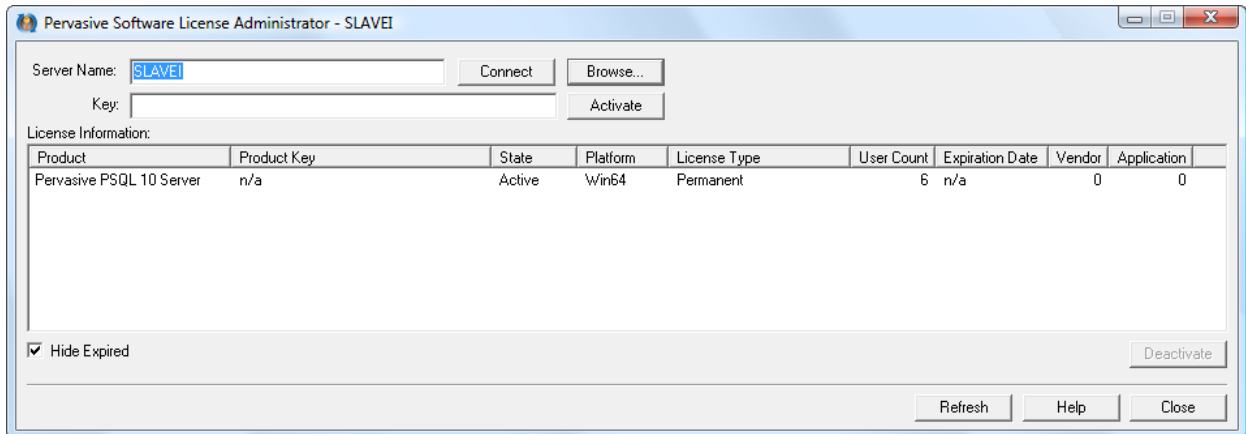 Pervasive Software License Administrator - SLAVEI
Server Name: SLAVEI Connect Browse...
Key: Activate
License Information:
Product Product Key State Platform License Type User Count Expiration Date Vendor Application
Pervasive PSQL 10 Server n/a Active Win64 Permanent 6 n/a 0 0
Hide Expired Deactivate
Refresh Help Close